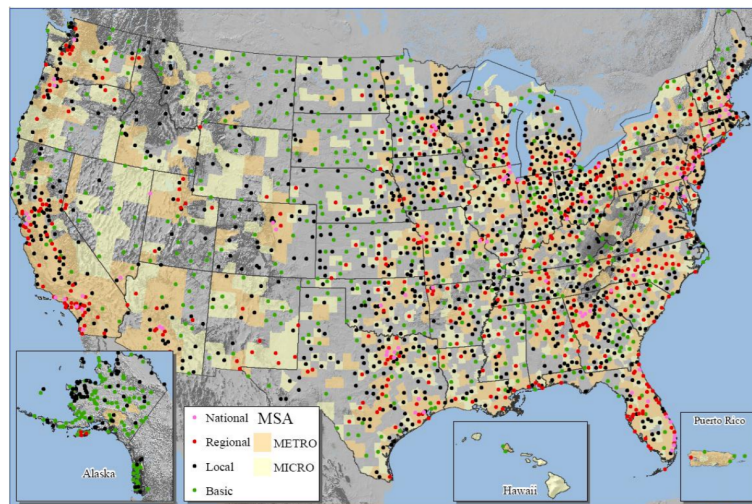 National MSA
Regional METRO
Local MICRO
Basic
Alaska
Hawaii
Puerto Rico